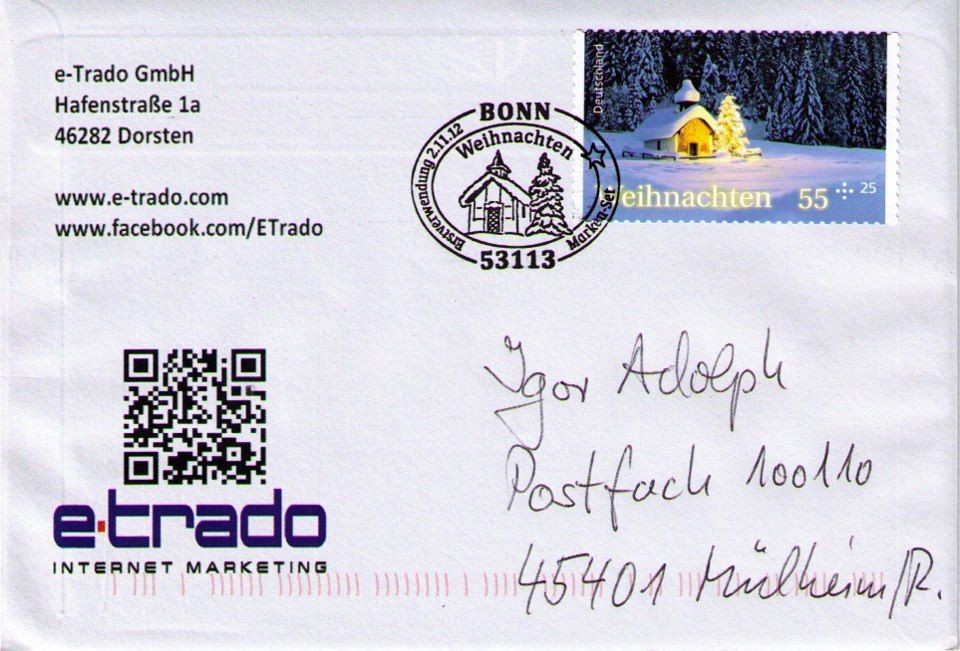 e-Trado GmbH
Hafenstraße 1a
46282 Dorsten
www.e-trado.com
www.facebook.com/ETrado
BONN
Weihnachten
Erstverwendung 2.11.12
Marken-Set
53113
Deutschland
Weihnachten 55 + 25
Igor Adolph
Postfach 100110
45401 Mülheim/R.
e·trado
INTERNET MARKETING